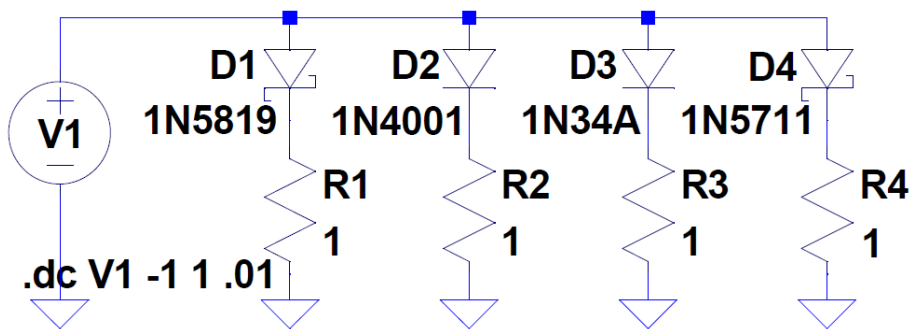 D1
D2
D3
D4
1N5819
1N4001
1N34A
1N5711
V1
R1
R2
R3
R4
1
1
1
1
.dc V1 -1 1 .01